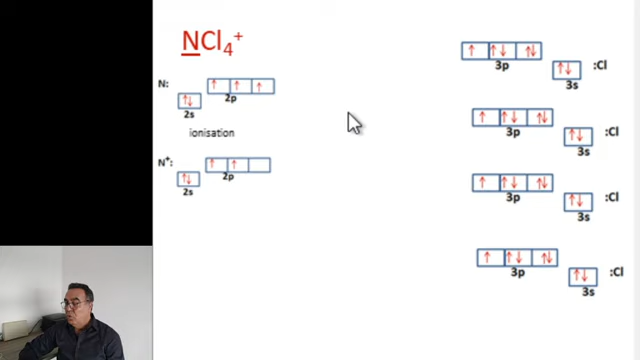 NCl₄⁺
N:
2s
2p
ionisation
N⁺:
2s
2p
3p
3s
:Cl
3p
3s
:Cl
3p
3s
:Cl
3p
3s
:Cl